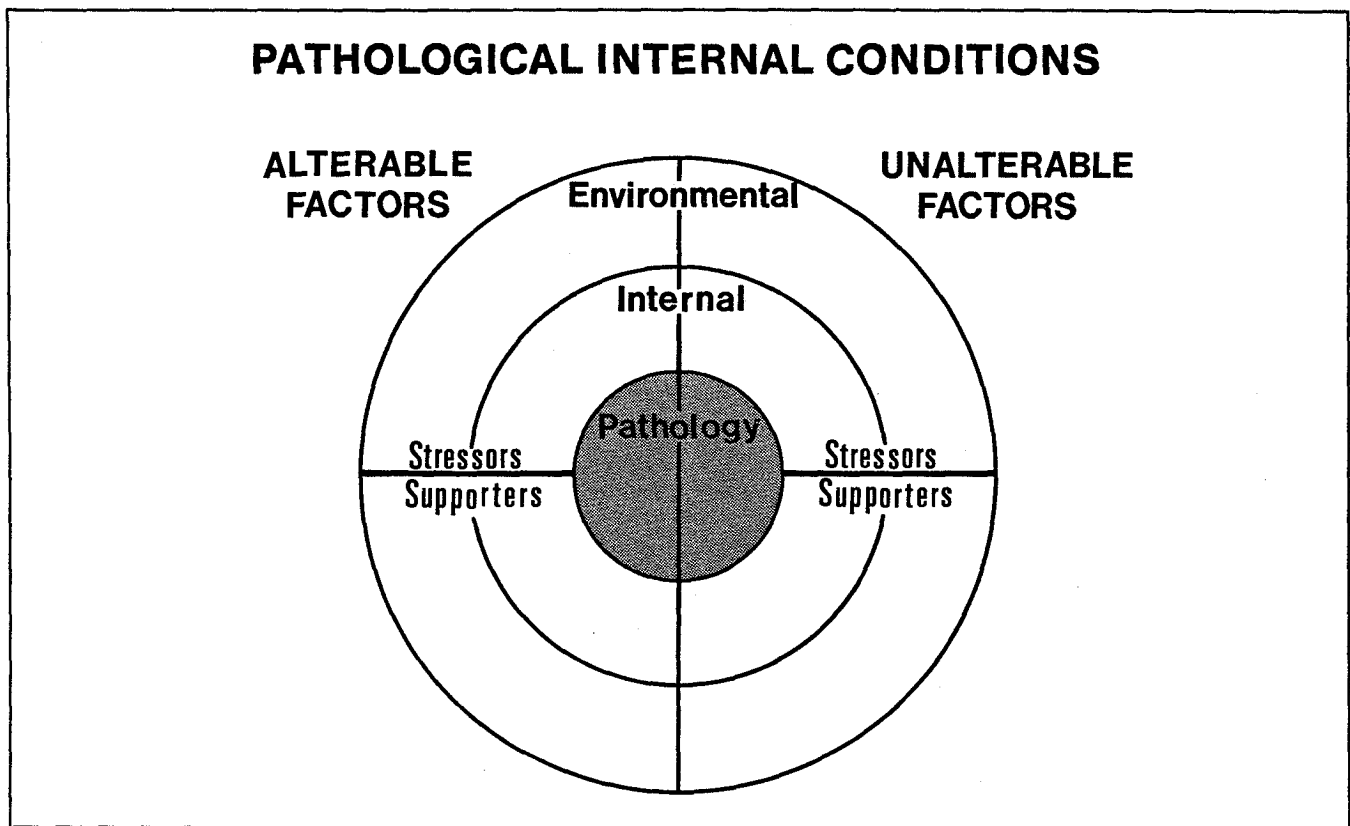 PATHOLOGICAL INTERNAL CONDITIONS
ALTERABLE
FACTORS
UNALTERABLE
FACTORS
Environmental
Internal
Pathology
Stressors
Supporters
Stressors
Supporters